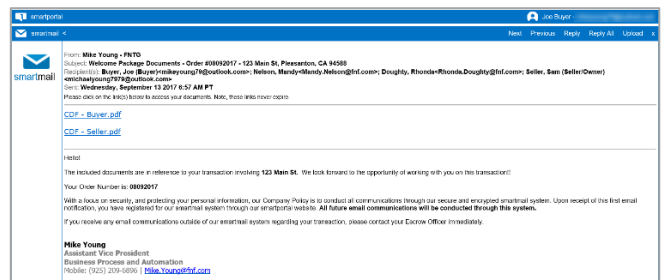 smartportal
Joe Buyer -
smartmail <
Next Previous Reply Reply All Upload x
smartmail
From: Mike Young - FNTG
Subject: Welcome Package Documents - Order #08092017 - 123 Main St, Pleasanton, CA 94588
Recipient(s): Buyer, Joe (Buyer)<mikeyoung79@outlook.com>; Nelson, Mandy<Mandy.Nelson@fnf.com>; Doughty, Rhonda<Rhonda.Doughty@fnf.com>; Seller, Sam (Seller/Owner)
<michaelyoung7979@outlook.com>
Sent: Wednesday, September 13 2017 6:57 AM PT
Please click on the link(s) below to access your documents. Note, these links never expire
CDF - Buyer.pdf
CDF - Seller.pdf
Hello!
The included documents are in reference to your transaction involving 123 Main St. We look forward to the opportunity of working with you on this transaction!!
Your Order Number is: 08092017
With a focus on security, and protecting your personal information, our Company Policy is to conduct all communications through our secure and encrypted smartmail system. Upon receipt of this first email
notification, you have registered for our smartmail system through our smartportal website. All future email communications will be conducted through this system.
If you receive any email communications outside of our smartmail system regarding your transaction, please contact your Escrow Officer immediately.
Mike Young
Assistant Vice President
Business Process and Automation
Mobile: (925) 209-6896 | Mike.Young@fnf.com